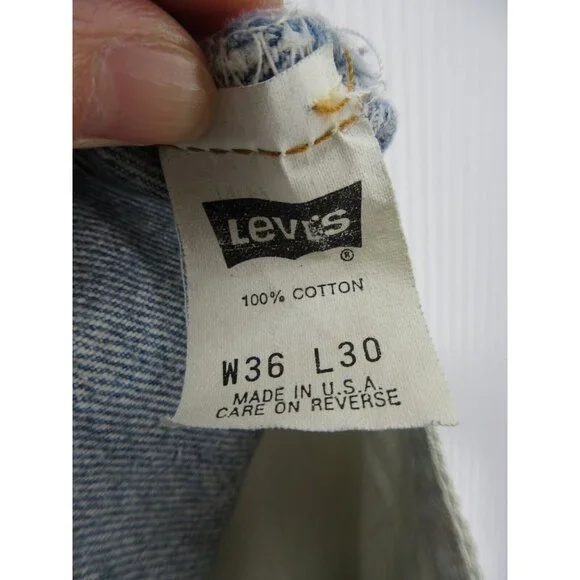 Levi's
®
100% COTTON
W36 L30
MADE IN U.S.A.
CARE ON REVERSE